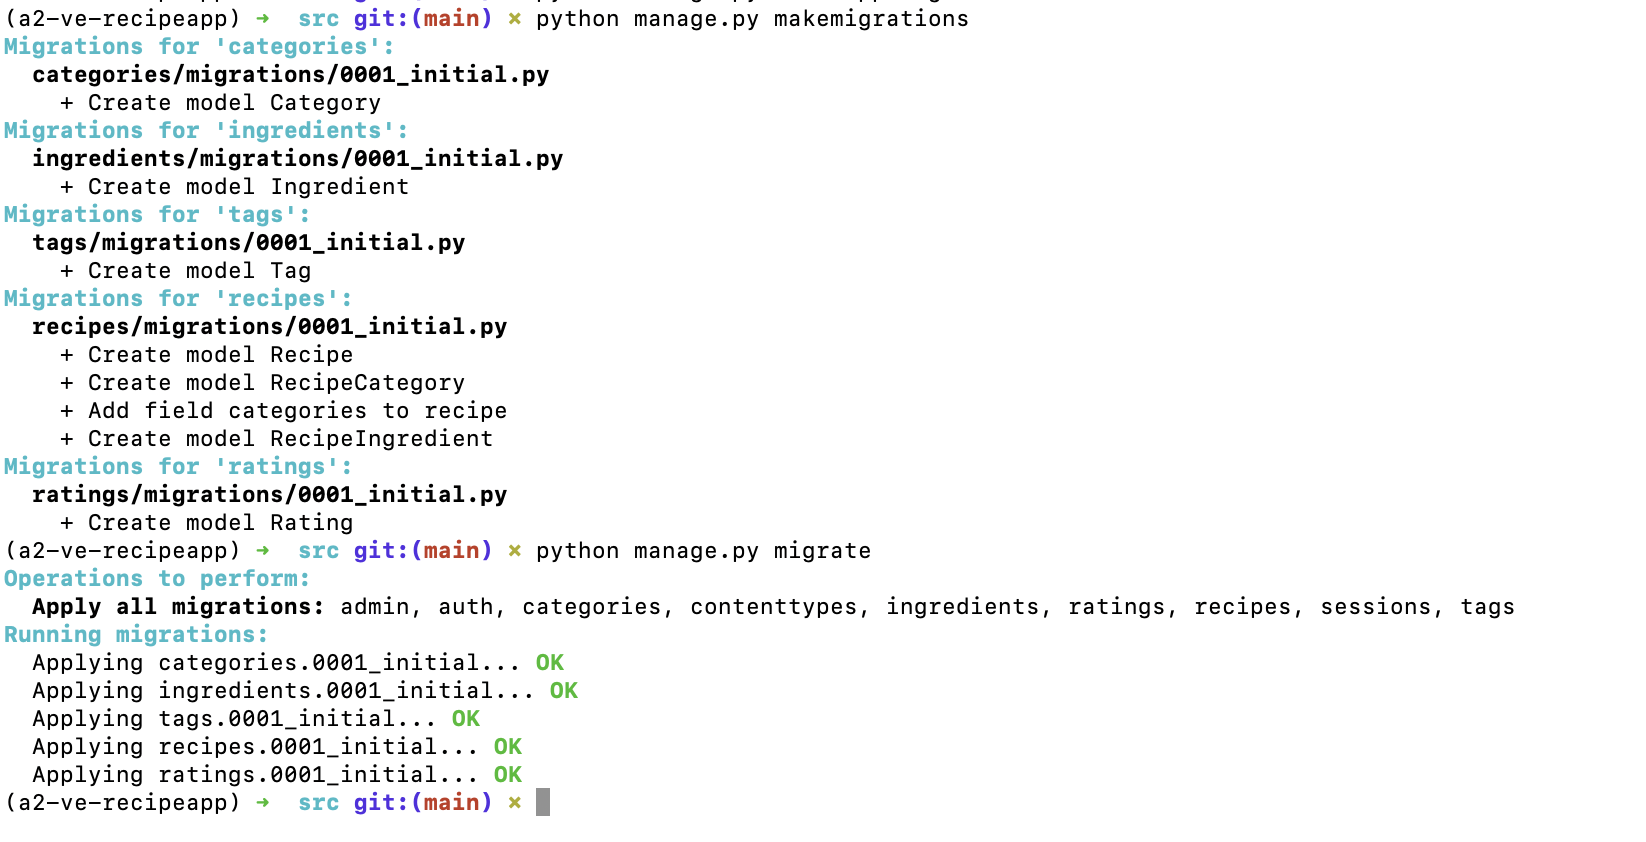 (a2-ve-recipeapp) ➜  src git:(main) ✗ python manage.py makemigrations
Migrations for 'categories':
  categories/migrations/0001_initial.py
    + Create model Category
Migrations for 'ingredients':
  ingredients/migrations/0001_initial.py
    + Create model Ingredient
Migrations for 'tags':
  tags/migrations/0001_initial.py
    + Create model Tag
Migrations for 'recipes':
  recipes/migrations/0001_initial.py
    + Create model Recipe
    + Create model RecipeCategory
    + Add field categories to recipe
    + Create model RecipeIngredient
Migrations for 'ratings':
  ratings/migrations/0001_initial.py
    + Create model Rating
(a2-ve-recipeapp) ➜  src git:(main) ✗ python manage.py migrate
Operations to perform:
  Apply all migrations: admin, auth, categories, contenttypes, ingredients, ratings, recipes, sessions, tags
Running migrations:
  Applying categories.0001_initial... OK
  Applying ingredients.0001_initial... OK
  Applying tags.0001_initial... OK
  Applying recipes.0001_initial... OK
  Applying ratings.0001_initial... OK
(a2-ve-recipeapp) ➜  src git:(main) ✗